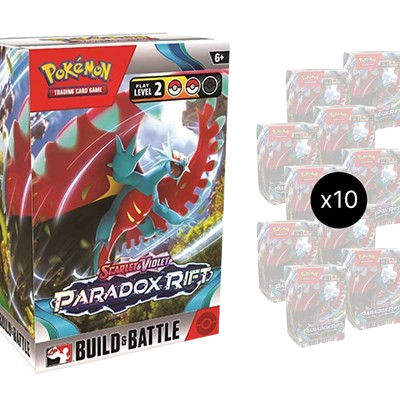 POKÉMON
TRADING CARD GAME
6+
PLAY
LEVEL 2
SCARLET & VIOLET
PARADOX RIFT
BUILD & BATTLE
x10